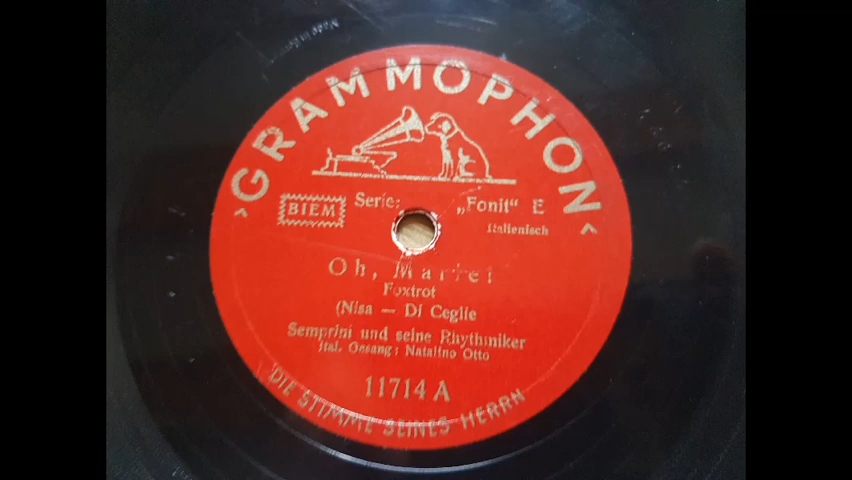 ›GRAMMOPHON‹
BIEM Serie: „Fonit“ E
Italienisch
Oh, Marie!
Foxtrot
(Nisa — Di Ceglie
Semprini und seine Rhythmiker
Ital. Gesang: Natalino Otto
11714 A
DIE STIMME SEINES HERRN